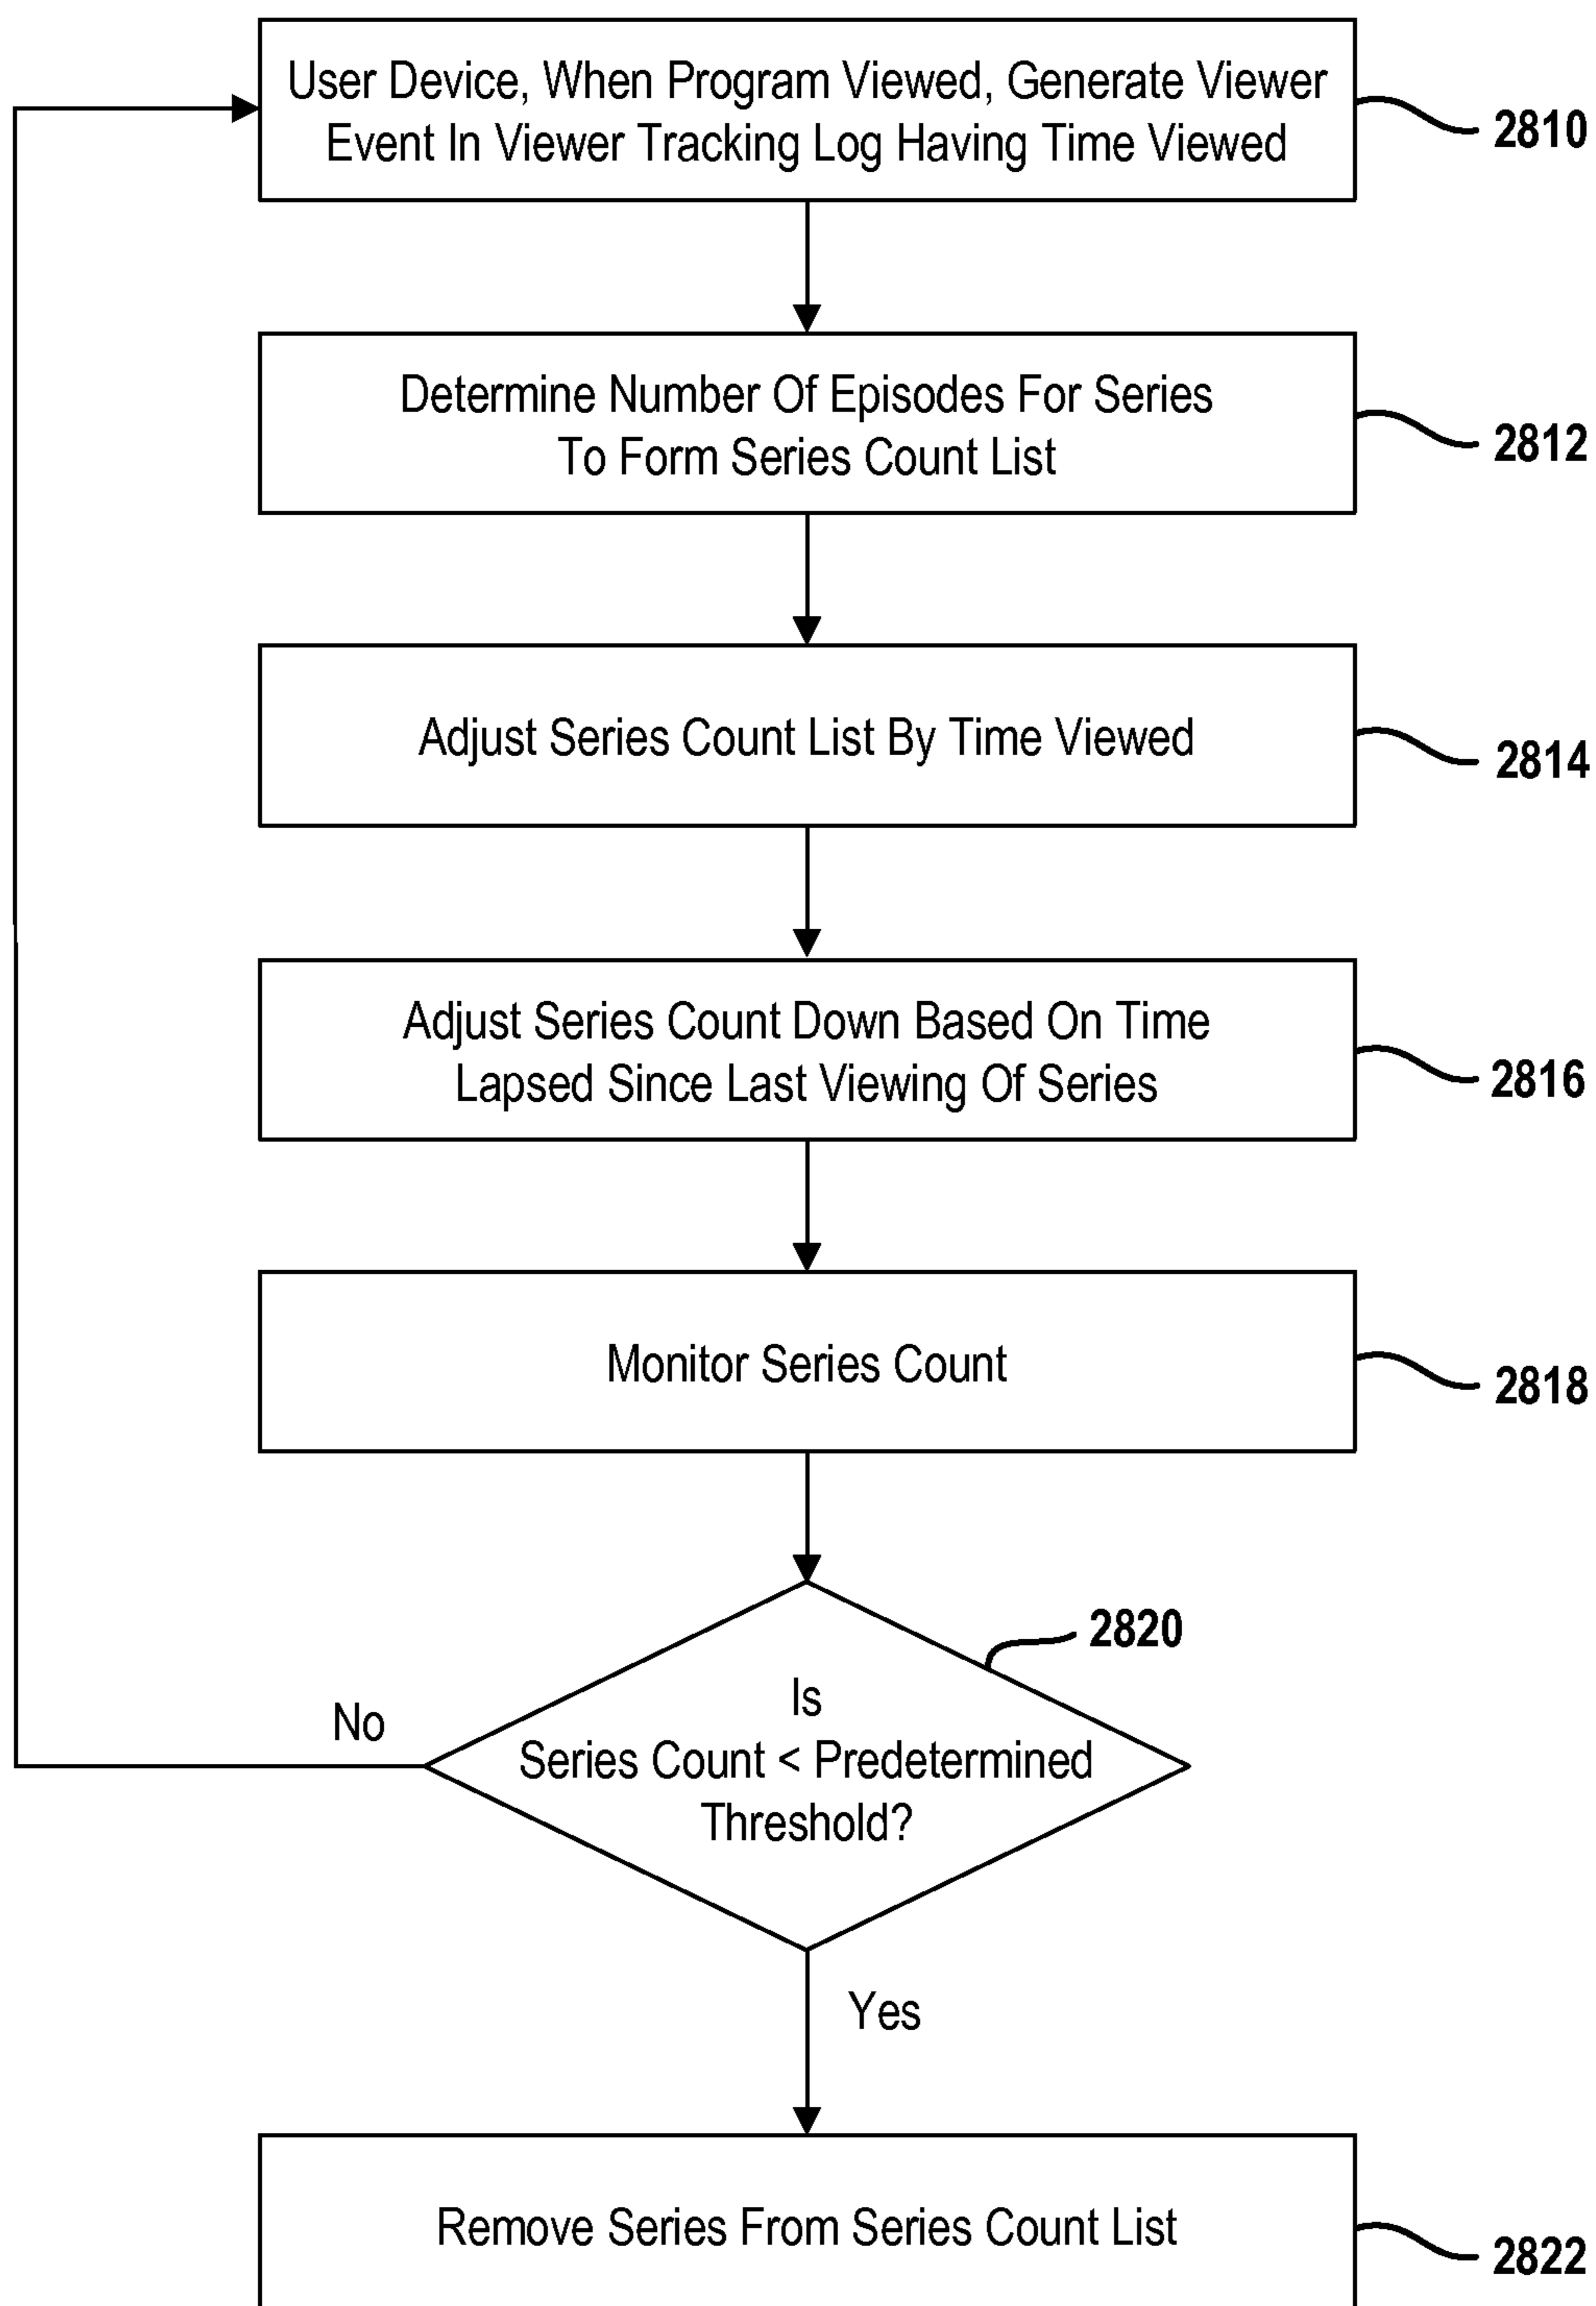 User Device, When Program Viewed, Generate Viewer
Event In Viewer Tracking Log Having Time Viewed
2810
Determine Number Of Episodes For Series
To Form Series Count List
2812
Adjust Series Count List By Time Viewed
2814
Adjust Series Count Down Based On Time
Lapsed Since Last Viewing Of Series
2816
Monitor Series Count
2818
2820
Is
Series Count < Predetermined
Threshold?
No
Yes
Remove Series From Series Count List
2822